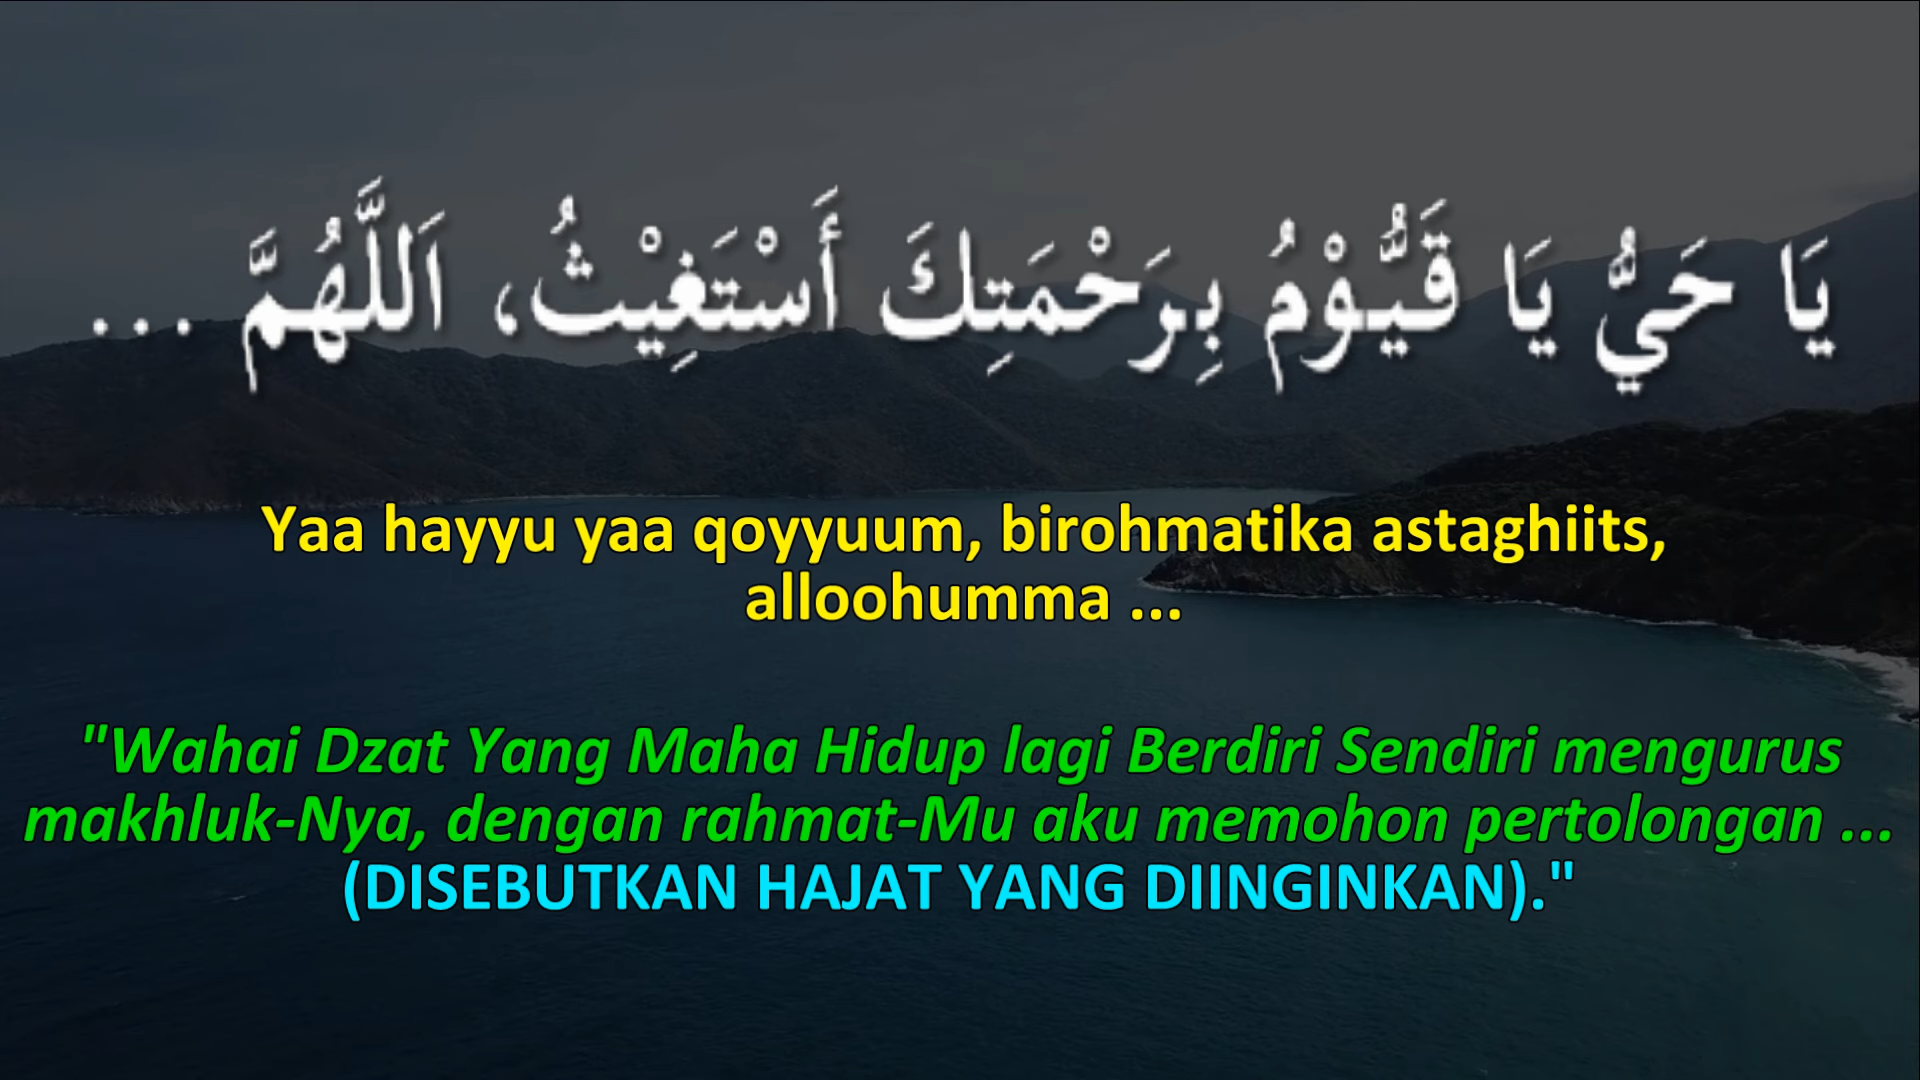 يَا حَيُّ يَا قَيُّوْمُ بِرَحْمَتِكَ أَسْتَغِيْثُ، اَللَّهُمَّ ...
Yaa hayyu yaa qoyyuum, birohmatika astaghiits,
alloohumma ...
"Wahai Dzat Yang Maha Hidup lagi Berdiri Sendiri mengurus
makhluk-Nya, dengan rahmat-Mu aku memohon pertolongan ...
(DISEBUTKAN HAJAT YANG DIINGINKAN)."